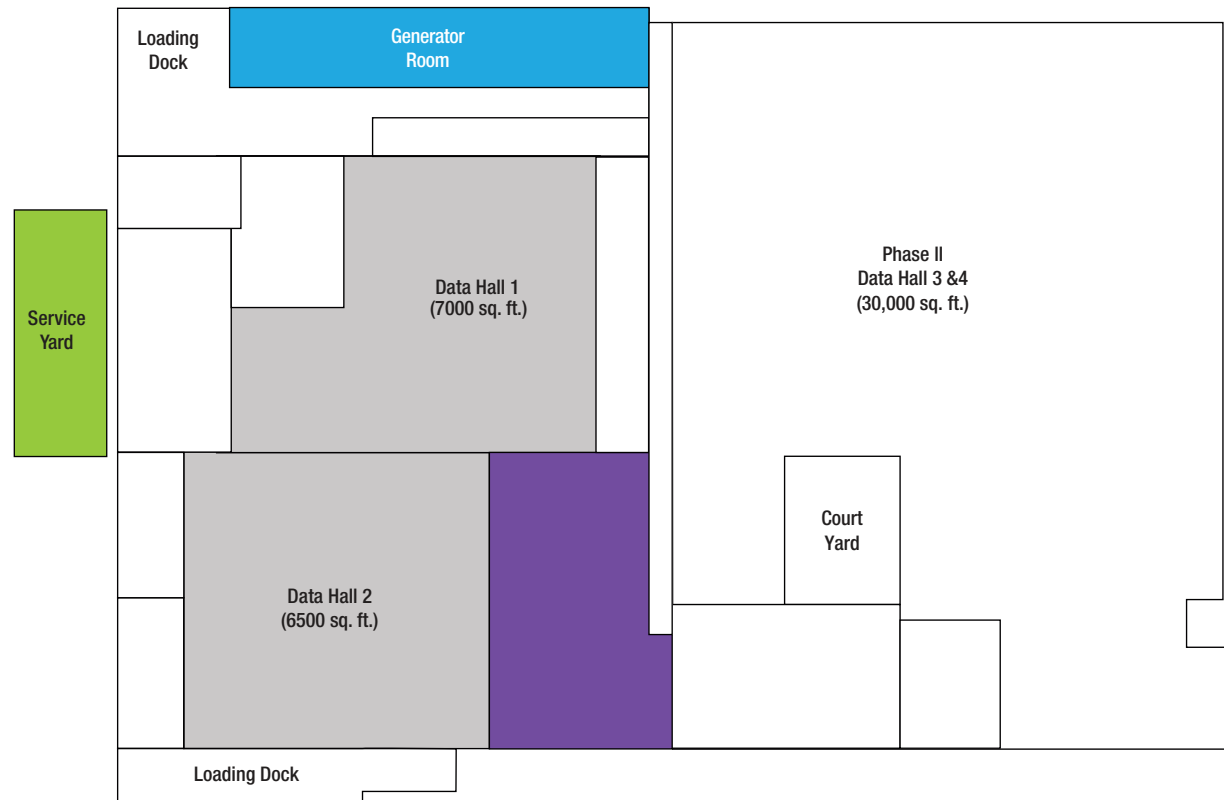 Loading
Dock
Generator
Room
Phase II
Data Hall 3 &4
(30,000 sq. ft.)
Data Hall 1
(7000 sq. ft.)
Service
Yard
Court
Yard
Data Hall 2
(6500 sq. ft.)
Loading Dock